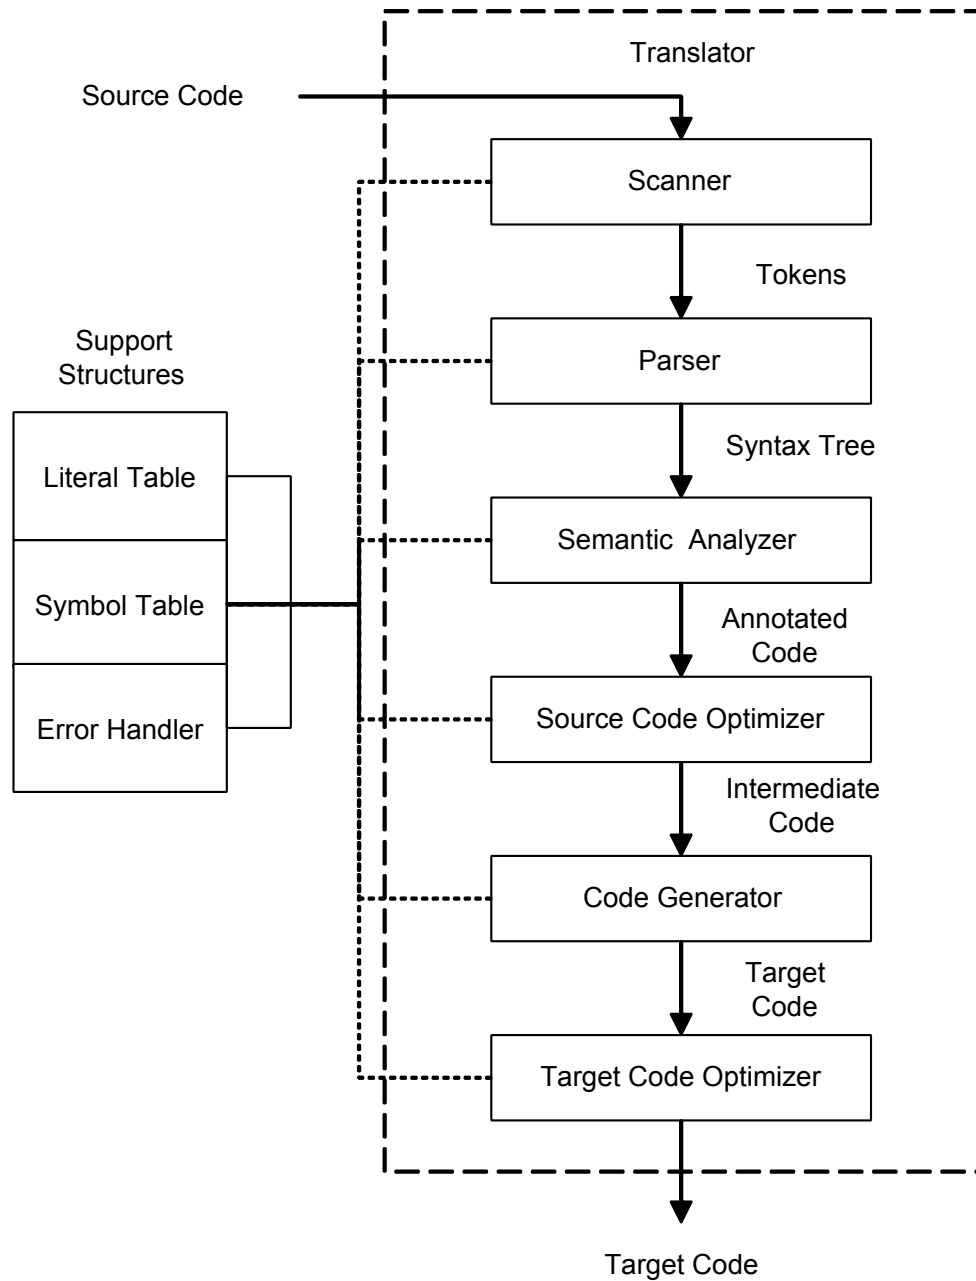 Translator
Source Code
Scanner
Tokens
Support
Structures
Parser
Syntax Tree
Literal Table
Semantic Analyzer
Symbol Table
Annotated
Code
Error Handler
Source Code Optimizer
Intermediate
Code
Code Generator
Target
Code
Target Code Optimizer
Target Code